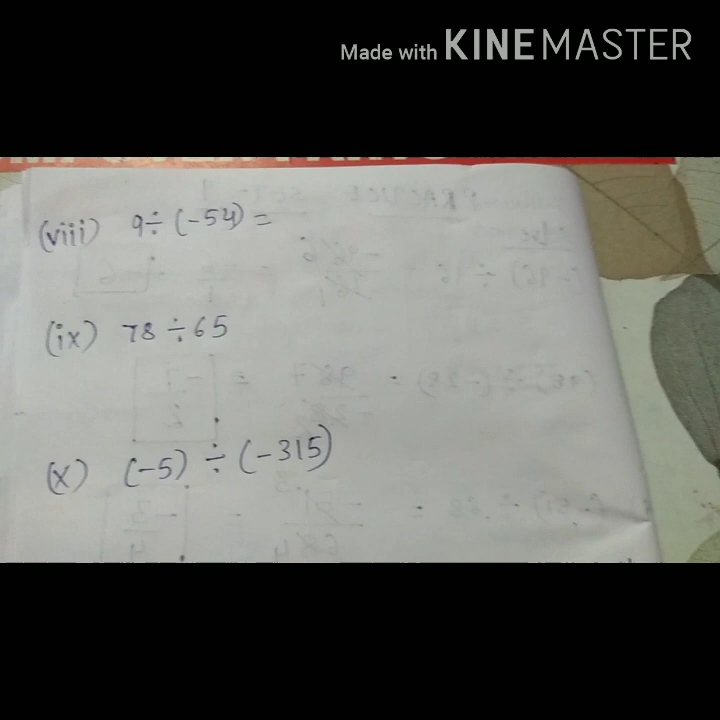 Made with KINEMASTER
(viii) 9÷(-54) =
(ix) 78÷65
(x) (-5) ÷ (-315)